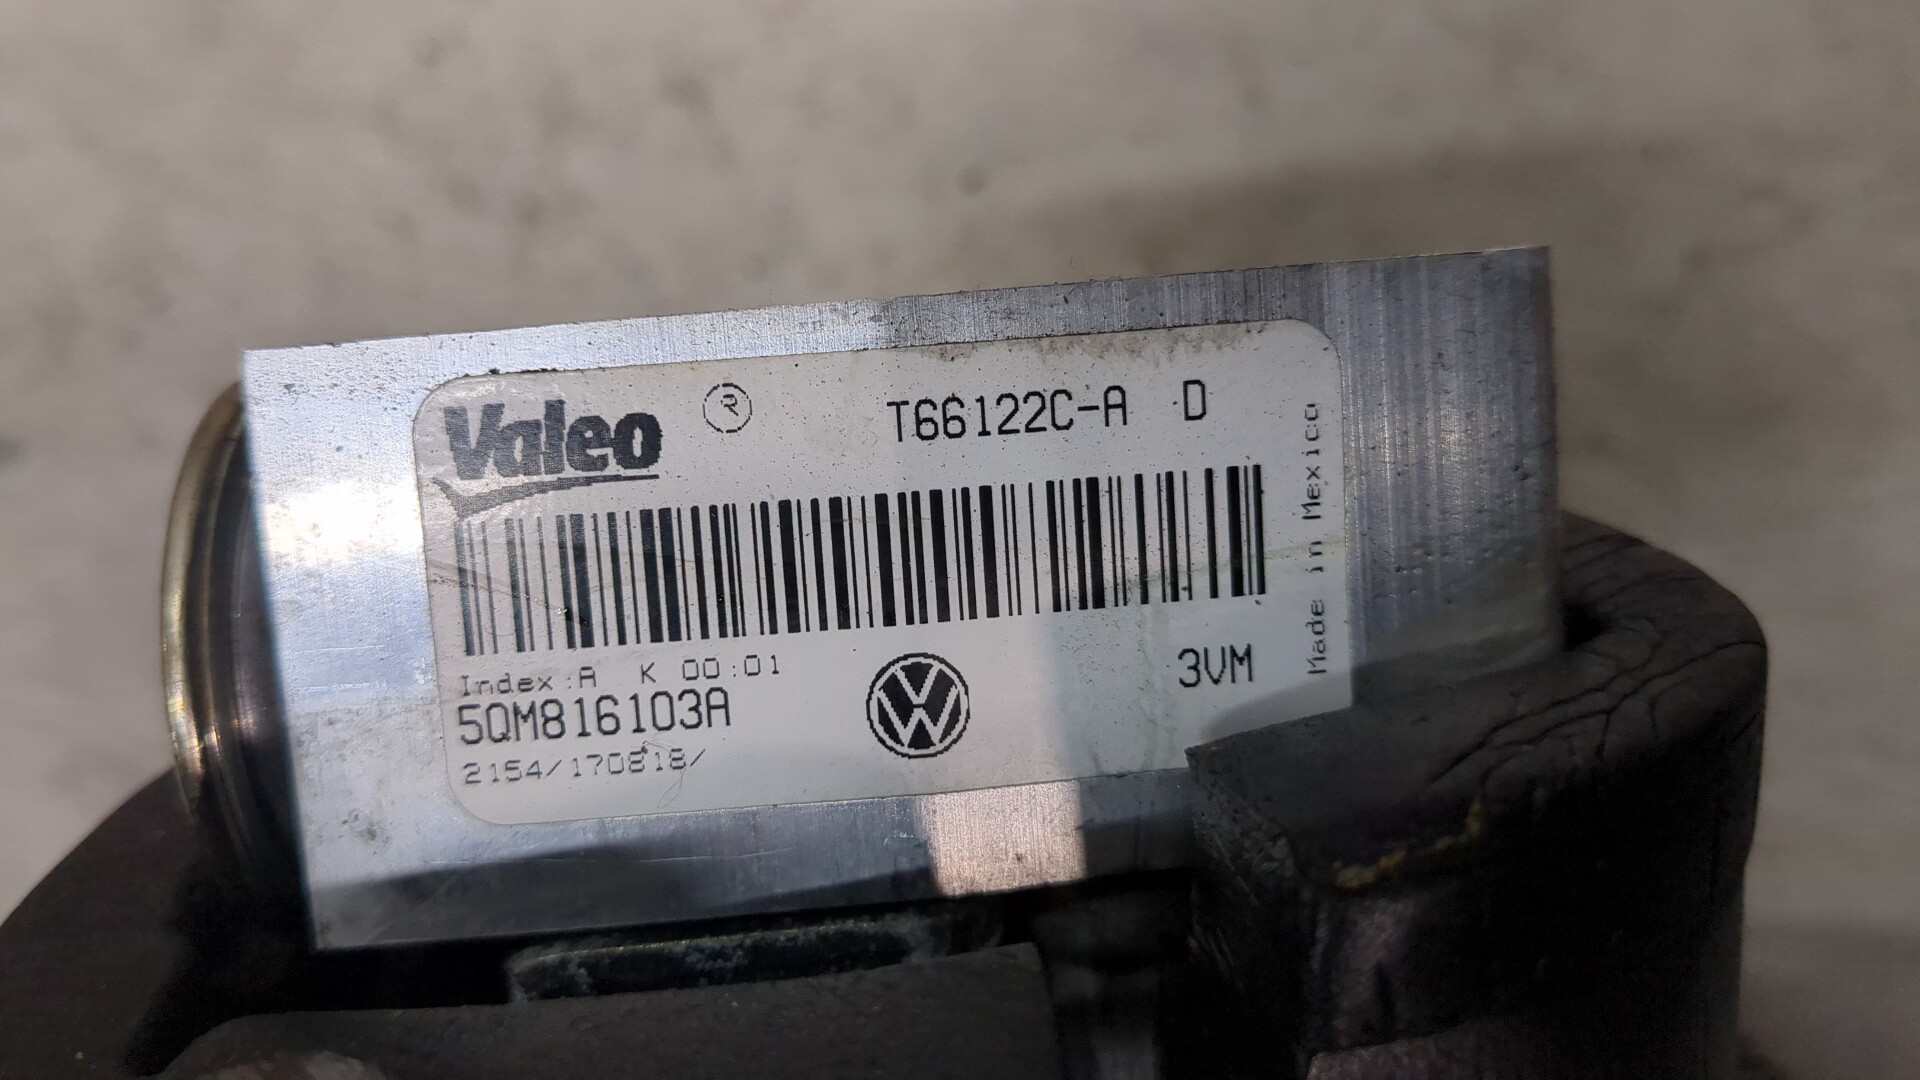 Valeo ® T66122C-A D
Made in Mexico
Index:A K 00:01
5QM816103A
3VM
2154/170818/